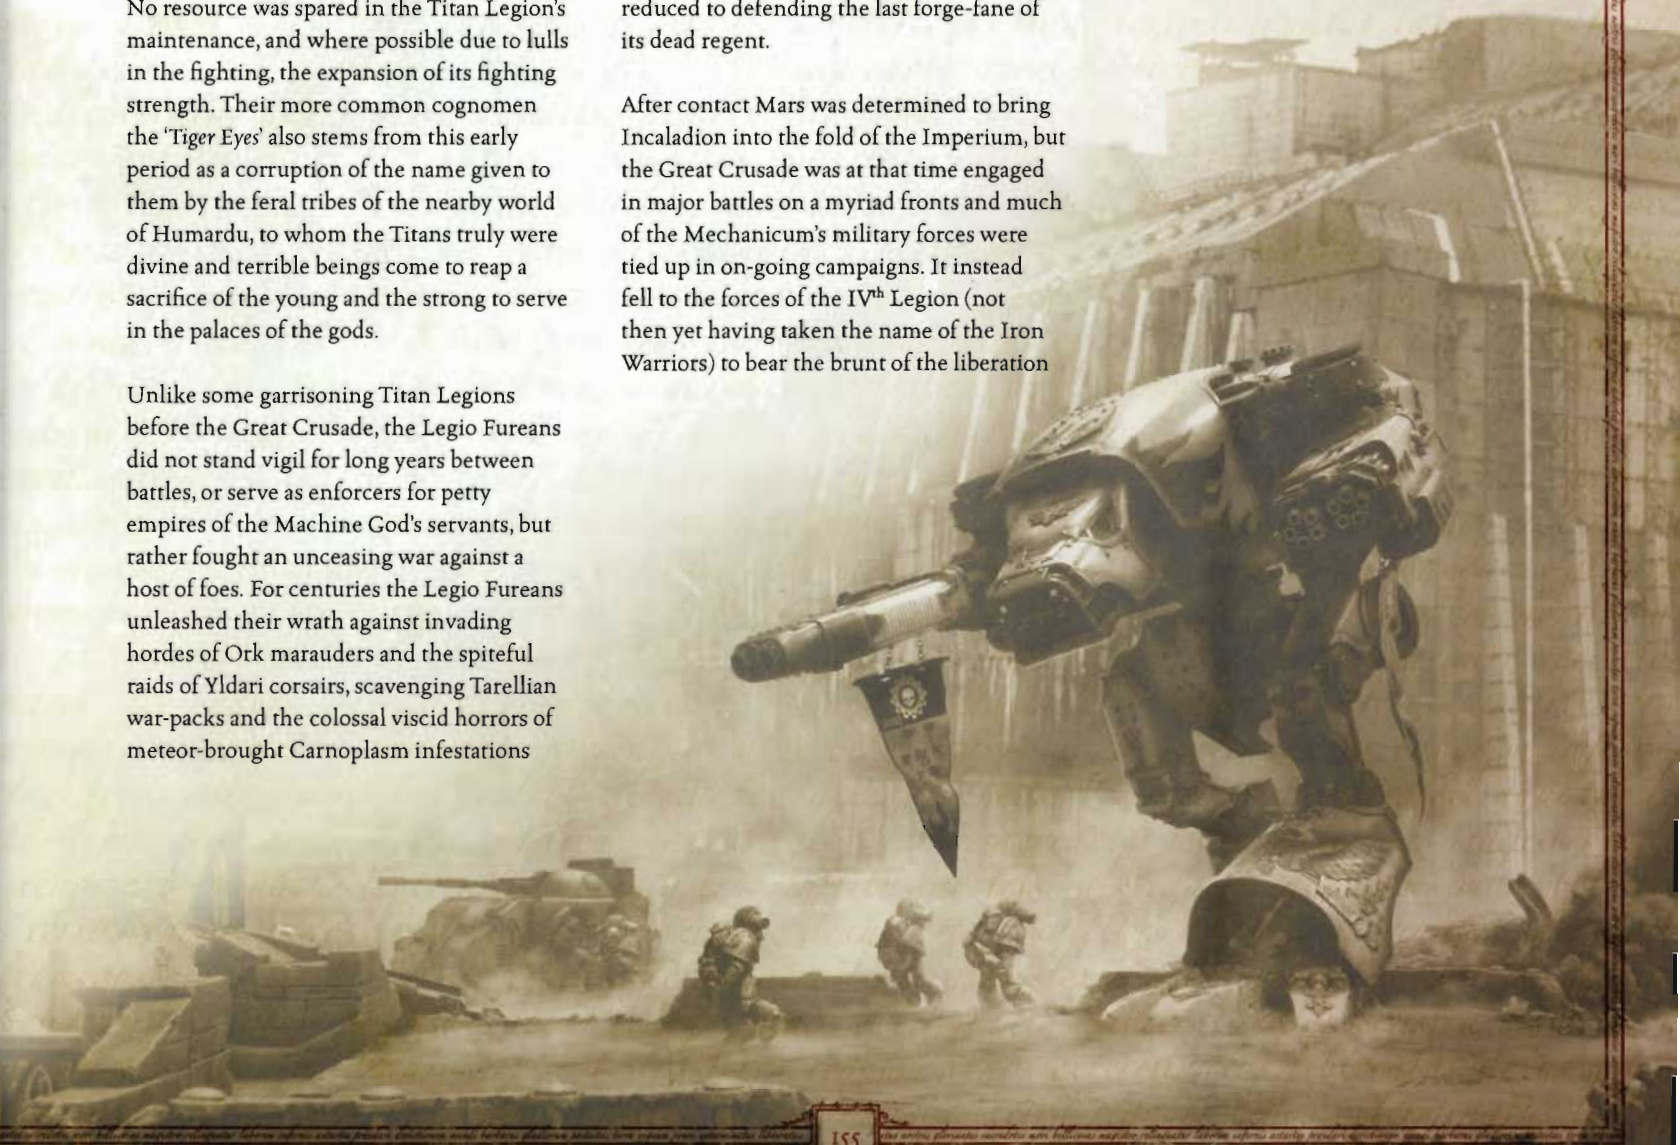 No resource was spared in the Titan Legion's
maintenance, and where possible due to lulls
in the fighting, the expansion of its fighting
strength. Their more common cognomen
the 'Tiger Eyes' also stems from this early
period as a corruption of the name given to
them by the feral tribes of the nearby world
of Humardu, to whom the Titans truly were
divine and terrible beings come to reap a
sacrifice of the young and the strong to serve
in the palaces of the gods.
Unlike some garrisoning Titan Legions
before the Great Crusade, the Legio Fureans
did not stand vigil for long years between
battles, or serve as enforcers for petty
empires of the Machine God's servants, but
rather fought an unceasing war against a
host of foes. For centuries the Legio Fureans
unleashed their wrath against invading
hordes of Ork marauders and the spiteful
raids of Yldari corsairs, scavenging Tarellian
war-packs and the colossal viscid horrors of
meteor-brought Carnoplasm infestations
reduced to defending the last forge-fane of
its dead regent.
After contact Mars was determined to bring
Incaladion into the fold of the Imperium, but
the Great Crusade was at that time engaged
in major battles on a myriad fronts and much
of the Mechanicum's military forces were
tied up in on-going campaigns. It instead
fell to the forces of the IVth Legion (not
then yet having taken the name of the Iron
Warriors) to bear the brunt of the liberation
155